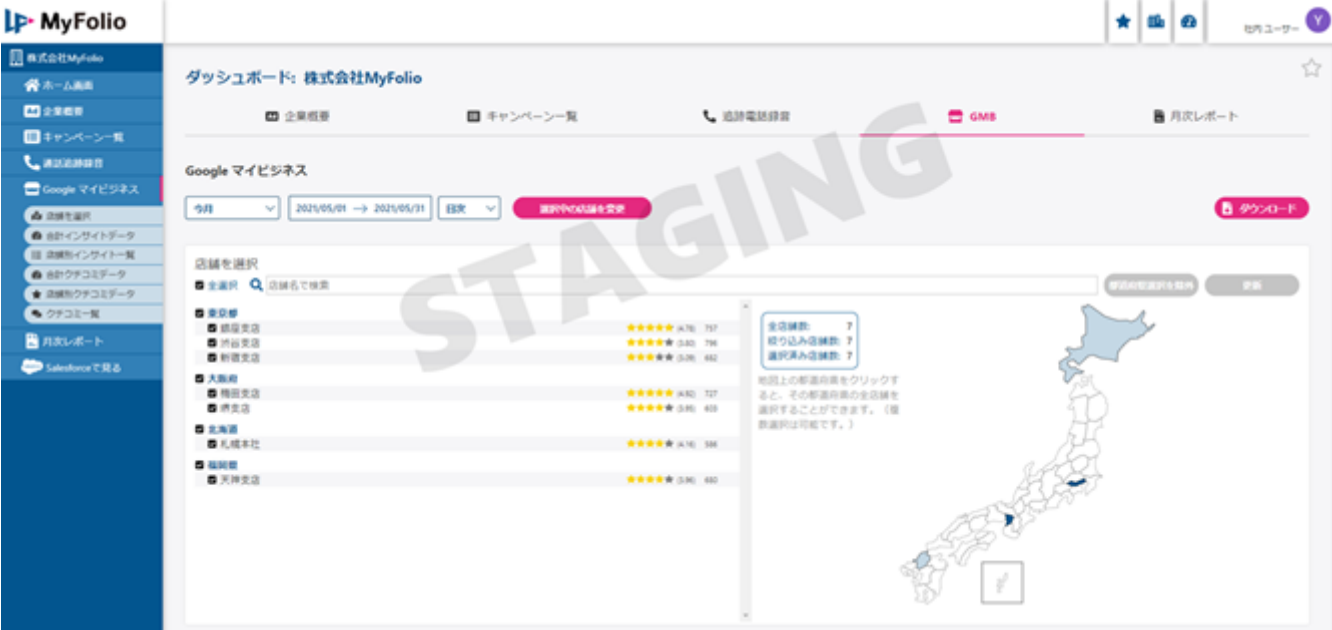 MyFolio
社内ユーザー Y
株式会社MyFolio
ホーム画面
企業概要
キャンペーン一覧
通話追跡録音
Google マイビジネス
店舗を選択
合計インサイトデータ
店舗別インサイト一覧
合計クチコミデータ
店舗別クチコミデータ
クチコミ一覧
月次レポート
Salesforceで見る
ダッシュボード: 株式会社MyFolio
企業概要
キャンペーン一覧
追跡電話録音
GMB
月次レポート
Google マイビジネス
今月
2021/05/01 → 2021/05/31
日次
選択中の店舗を変更
ダウンロード
STAGING
店舗を選択
全選択
店舗名で検索
都道府県選択を除外
更新
東京都
銀座支店 757
渋谷支店 796
新宿支店
大阪府
梅田支店 727
堺支店
北海道
札幌本社
福岡県
天神支店
全店舗数: 7
絞り込み店舗数: 7
選択済み店舗数: 7
地図上の都道府県をクリックす
ると、その都道府県の全店舗を
選択することができます。（複
数選択は可能です。）